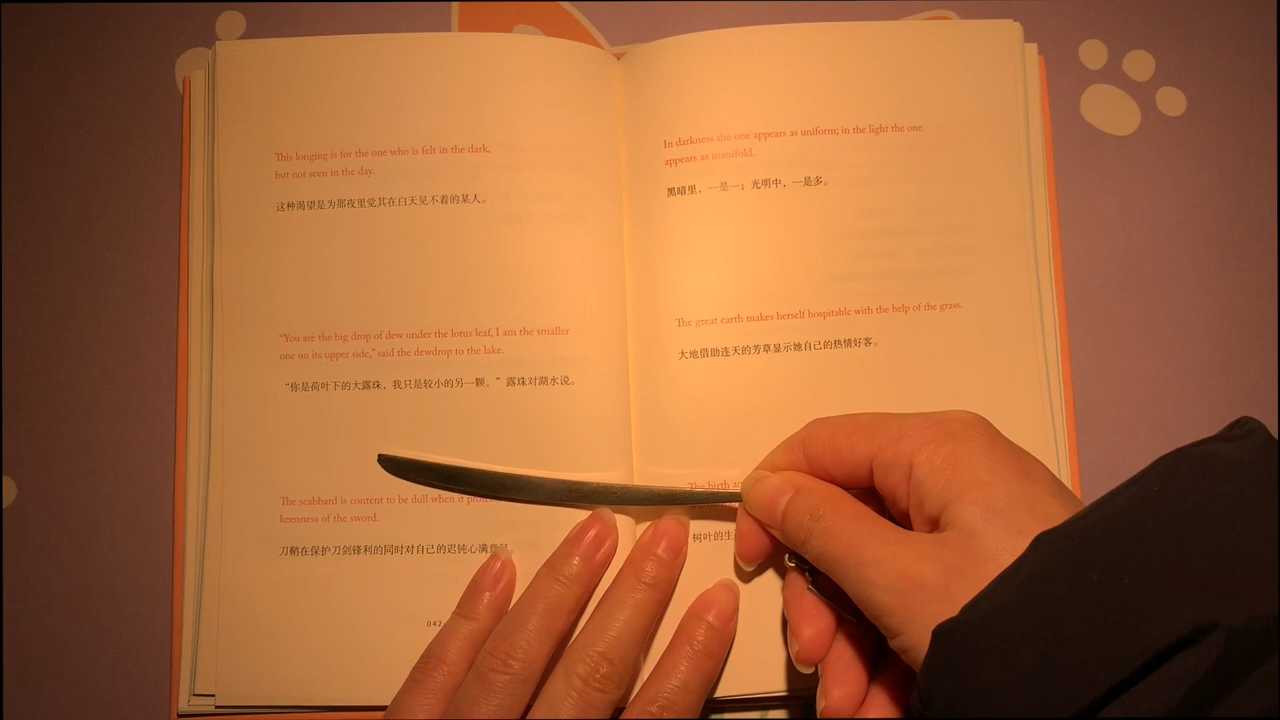 This longing is for the one who is felt in the dark,
but not seen in the day.
这种渴望是为那夜里觉其在白天见不着的某人。
"You are the big drop of dew under the lotus leaf, I am the smaller
one on its upper side," said the dewdrop to the lake.
“你是荷叶下的大露珠，我只是较小的另一颗。”露珠对湖水说。
The scabbard is content to be dull when it
keenness of the sword.
刀鞘在保护刀剑锋利的同时对自己的迟钝心满
042
In darkness the one appears as uniform; in the light the one
appears as manifold.
黑暗里，一是一；光明中，一是多。
The great earth makes herself hospitable with the help of the grass.
大地借助连天的芳草显示她自己的热情好客。
The birth
树叶的生